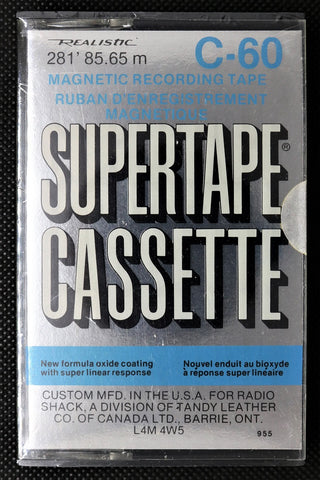 REALISTIC
281' 85.65 m
C-60
MAGNETIC RECORDING TAPE
RUBAN D'ENREGISTREMENT
MAGNETIQUE
SUPERTAPE®
CASSETTE
New formula oxide coating
with super linear response
Nouvel enduit au bioxyde
à réponse super linéaire
CUSTOM MFD. IN THE U.S.A. FOR RADIO
SHACK, A DIVISION OF TANDY LEATHER
CO. OF CANADA LTD., BARRIE, ONT.
L4M 4W5
955